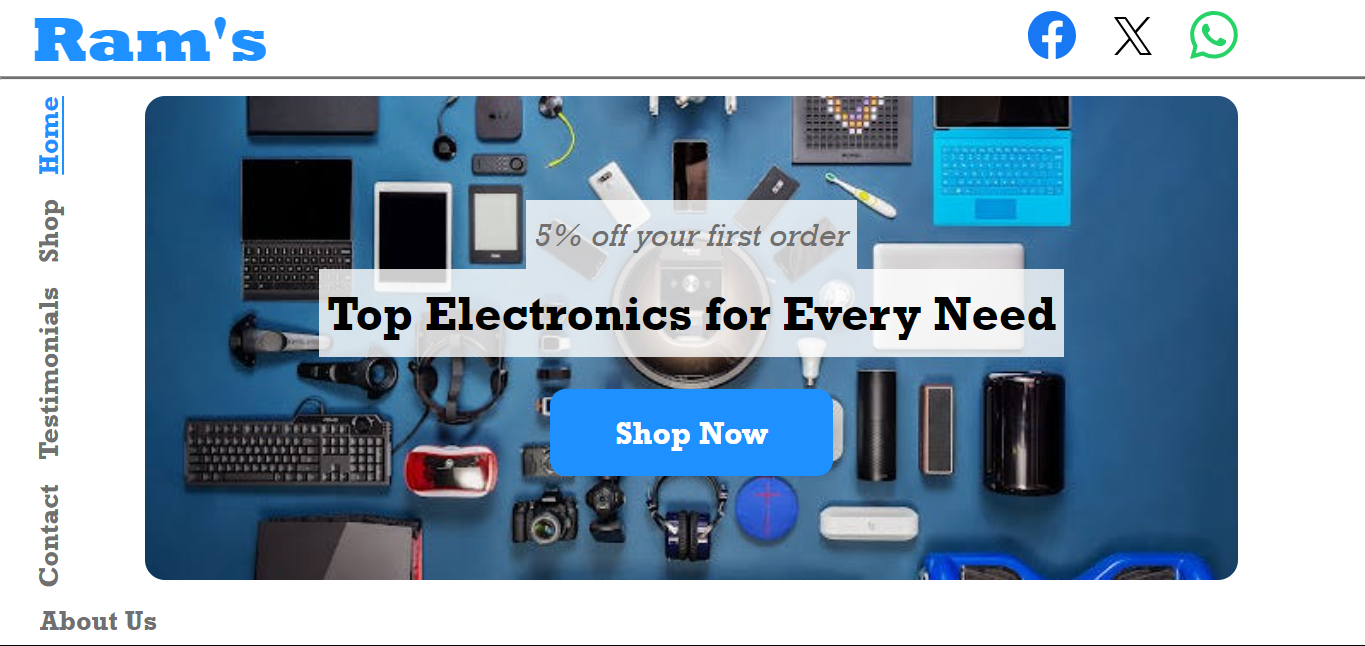 Ram's
Home
Shop
Testimonials
Contact
About Us
5% off your first order
Top Electronics for Every Need
Shop Now